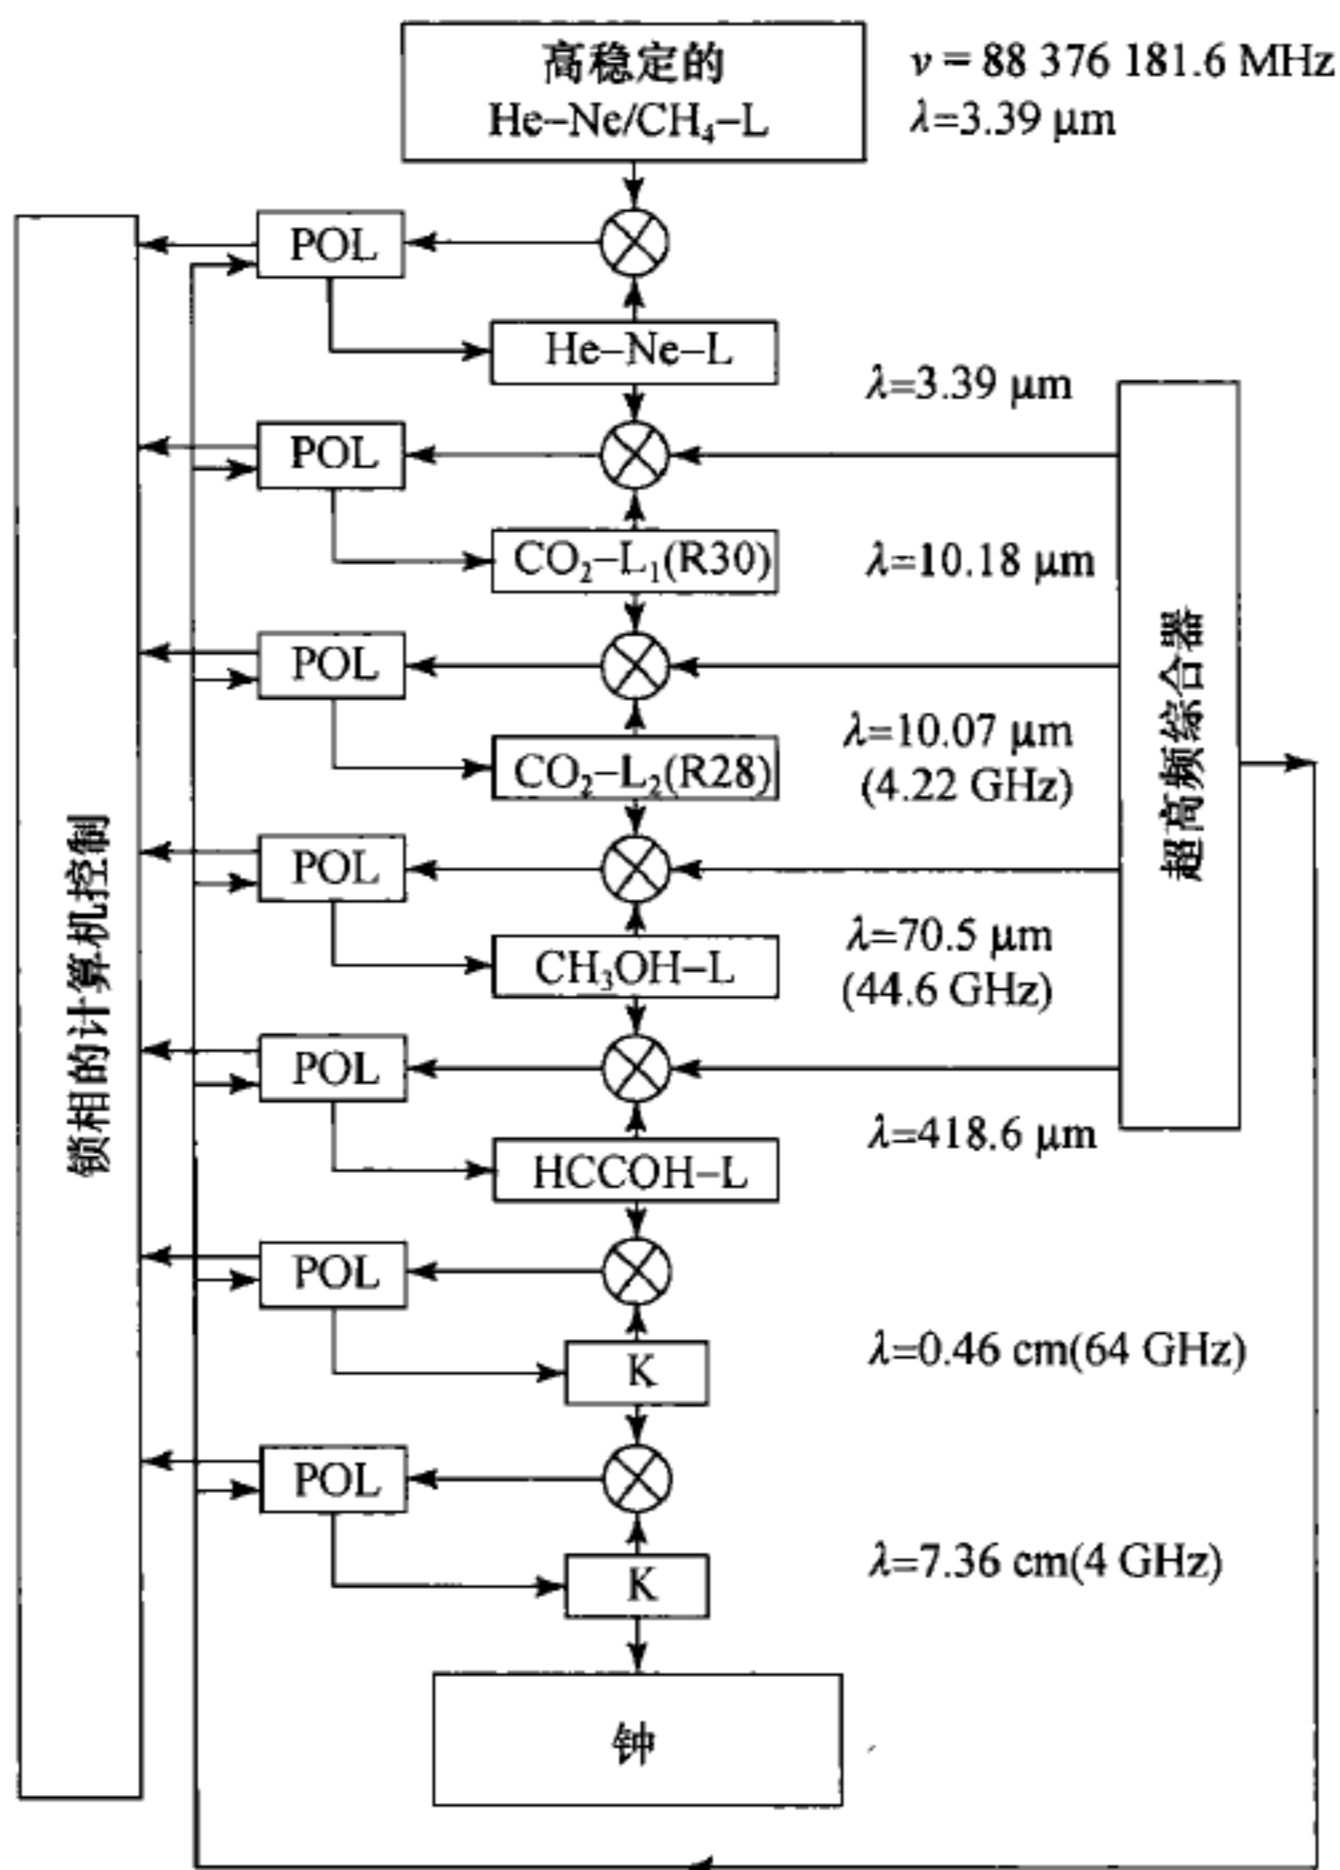 高稳定的
He–Ne/CH₄–L
ν = 88 376 181.6 MHz
λ=3.39 μm
POL
He–Ne–L
λ=3.39 μm
POL
CO₂–L₁(R30)
λ=10.18 μm
POL
CO₂–L₂(R28)
λ=10.07 μm
(4.22 GHz)
POL
CH₃OH–L
λ=70.5 μm
(44.6 GHz)
POL
HCCOH–L
λ=418.6 μm
POL
K
λ=0.46 cm(64 GHz)
POL
K
λ=7.36 cm(4 GHz)
钟
锁相的计算机控制
超高频综合器